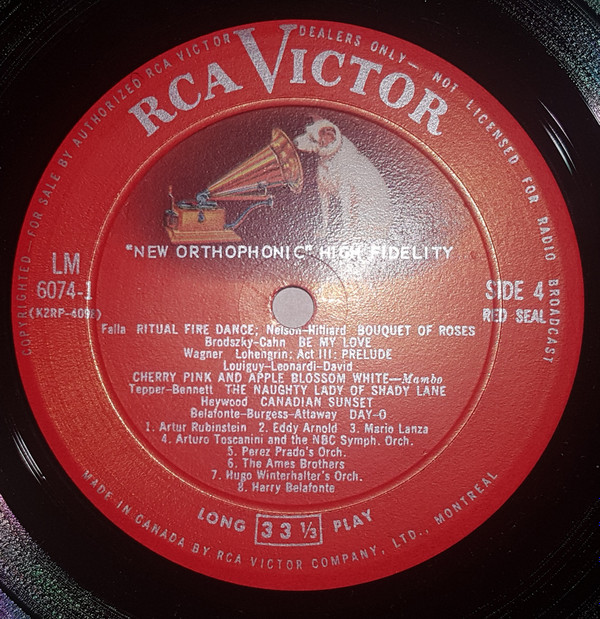 COPYRIGHTED—FOR SALE BY AUTHORIZED RCA VICTOR DEALERS ONLY—NOT LICENSED FOR RADIO BROADCAST
RCA VICTOR
"NEW ORTHOPHONIC" HIGH FIDELITY
LM
6074-1
(K2RP-4098)
SIDE 4
RED SEAL
Falla RITUAL FIRE DANCE; Nelson-Hilliard BOUQUET OF ROSES
Brodszky-Cahn BE MY LOVE
Wagner Lohengrin: Act III: PRELUDE
Louiguy-Leonardi-David
CHERRY PINK AND APPLE BLOSSOM WHITE—Mambo
Tepper-Bennett THE NAUGHTY LADY OF SHADY LANE
Heywood CANADIAN SUNSET
Belafonte-Burgess-Attaway DAY-O
1. Artur Rubinstein 2. Eddy Arnold 3. Mario Lanza
4. Arturo Toscanini and the NBC Symph. Orch.
5. Perez Prado's Orch.
6. The Ames Brothers
7. Hugo Winterhalter's Orch.
8. Harry Belafonte
LONG 33⅓ PLAY
MADE IN CANADA BY RCA VICTOR COMPANY, LTD., MONTREAL